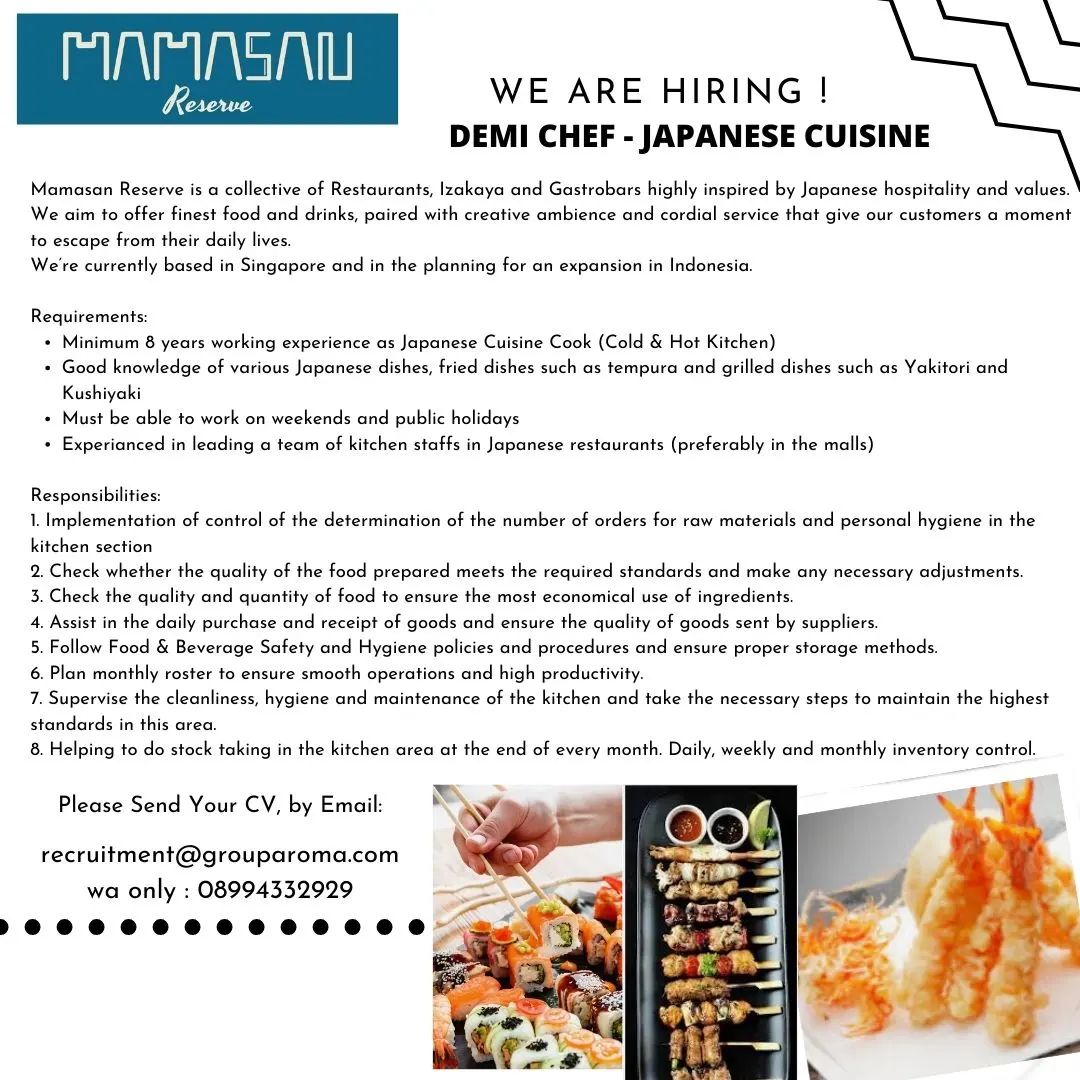 MAMASAN
Reserve
WE ARE HIRING !
DEMI CHEF - JAPANESE CUISINE
Mamasan Reserve is a collective of Restaurants, Izakaya and Gastrobars highly inspired by Japanese hospitality and values.
We aim to offer finest food and drinks, paired with creative ambience and cordial service that give our customers a moment
to escape from their daily lives.
We're currently based in Singapore and in the planning for an expansion in Indonesia.
Requirements:
• Minimum 8 years working experience as Japanese Cuisine Cook (Cold & Hot Kitchen)
• Good knowledge of various Japanese dishes, fried dishes such as tempura and grilled dishes such as Yakitori and
Kushiyaki
• Must be able to work on weekends and public holidays
• Experianced in leading a team of kitchen staffs in Japanese restaurants (preferably in the malls)
Responsibilities:
1. Implementation of control of the determination of the number of orders for raw materials and personal hygiene in the
kitchen section
2. Check whether the quality of the food prepared meets the required standards and make any necessary adjustments.
3. Check the quality and quantity of food to ensure the most economical use of ingredients.
4. Assist in the daily purchase and receipt of goods and ensure the quality of goods sent by suppliers.
5. Follow Food & Beverage Safety and Hygiene policies and procedures and ensure proper storage methods.
6. Plan monthly roster to ensure smooth operations and high productivity.
7. Supervise the cleanliness, hygiene and maintenance of the kitchen and take the necessary steps to maintain the highest
standards in this area.
8. Helping to do stock taking in the kitchen area at the end of every month. Daily, weekly and monthly inventory control.
Please Send Your CV, by Email:
recruitment@grouparoma.com
wa only : 08994332929